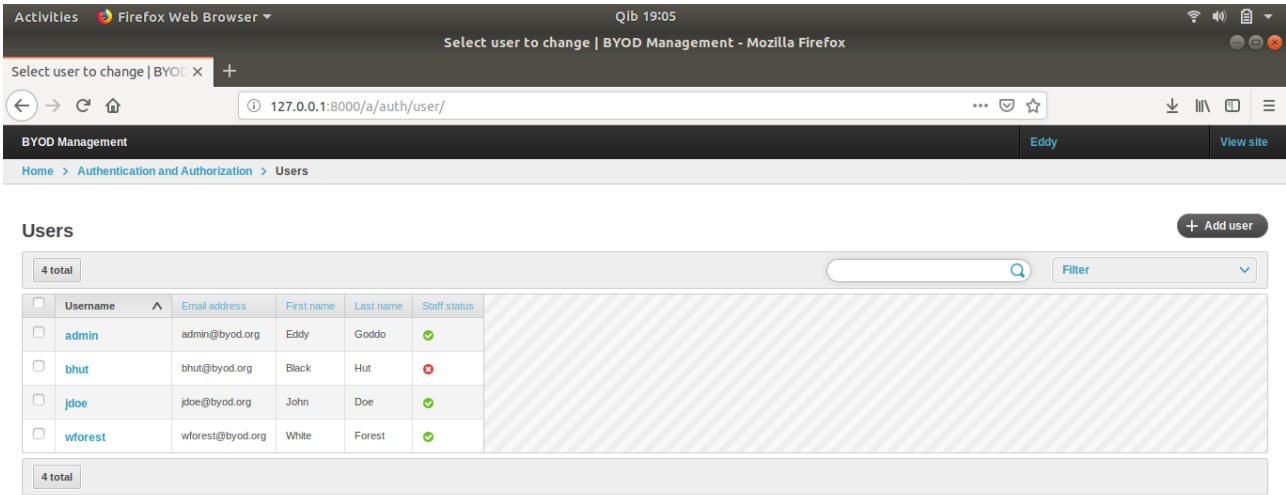 Activities Firefox Web Browser Qib 19:05
Select user to change | BYOD Management - Mozilla Firefox
Select user to change | BYOD
127.0.0.1:8000/a/auth/user/
BYOD Management Eddy View site
Home > Authentication and Authorization > Users
Users + Add user
4 total Filter
Username Email address First name Last name Staff status
admin admin@byod.org Eddy Goddo
bhut bhut@byod.org Black Hut
jdoe jdoe@byod.org John Doe
wforest wforest@byod.org White Forest
4 total